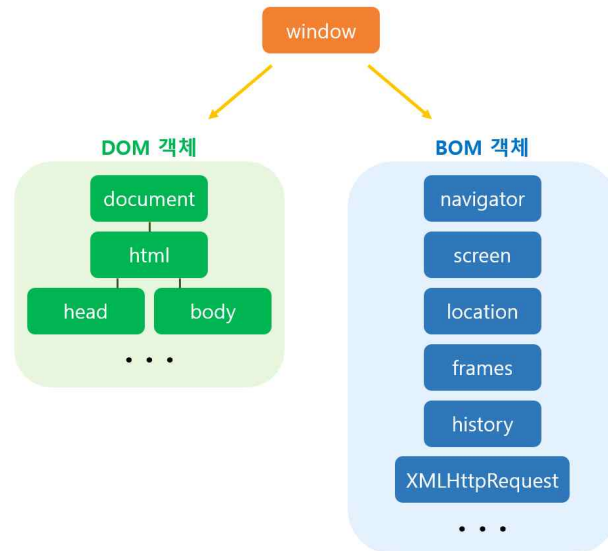 window
DOM 객체
document
html
head
body
• • •
BOM 객체
navigator
screen
location
frames
history
XMLHttpRequest
• • •